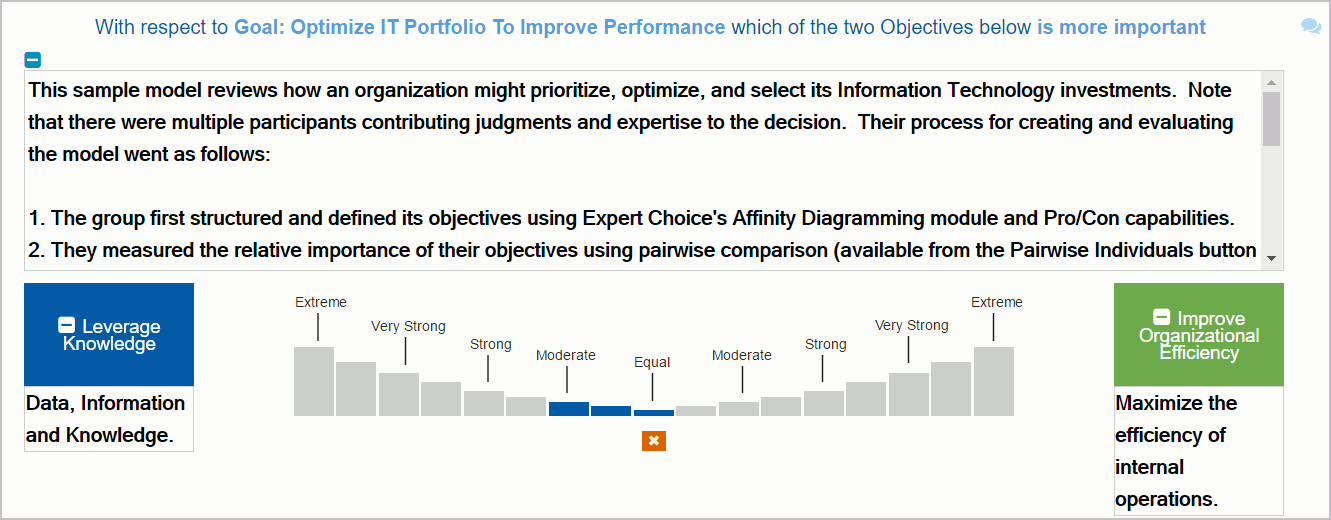 With respect to Goal: Optimize IT Portfolio To Improve Performance which of the two Objectives below is more important
This sample model reviews how an organization might prioritize, optimize, and select its Information Technology investments.  Note
that there were multiple participants contributing judgments and expertise to the decision.  Their process for creating and evaluating
the model went as follows:
1. The group first structured and defined its objectives using Expert Choice's Affinity Diagramming module and Pro/Con capabilities.
2. They measured the relative importance of their objectives using pairwise comparison (available from the Pairwise Individuals button
Leverage
Knowledge
Data, Information
and Knowledge.
Extreme
Very Strong
Strong
Moderate
Equal
Moderate
Strong
Very Strong
Extreme
Improve
Organizational
Efficiency
Maximize the
efficiency of
internal
operations.